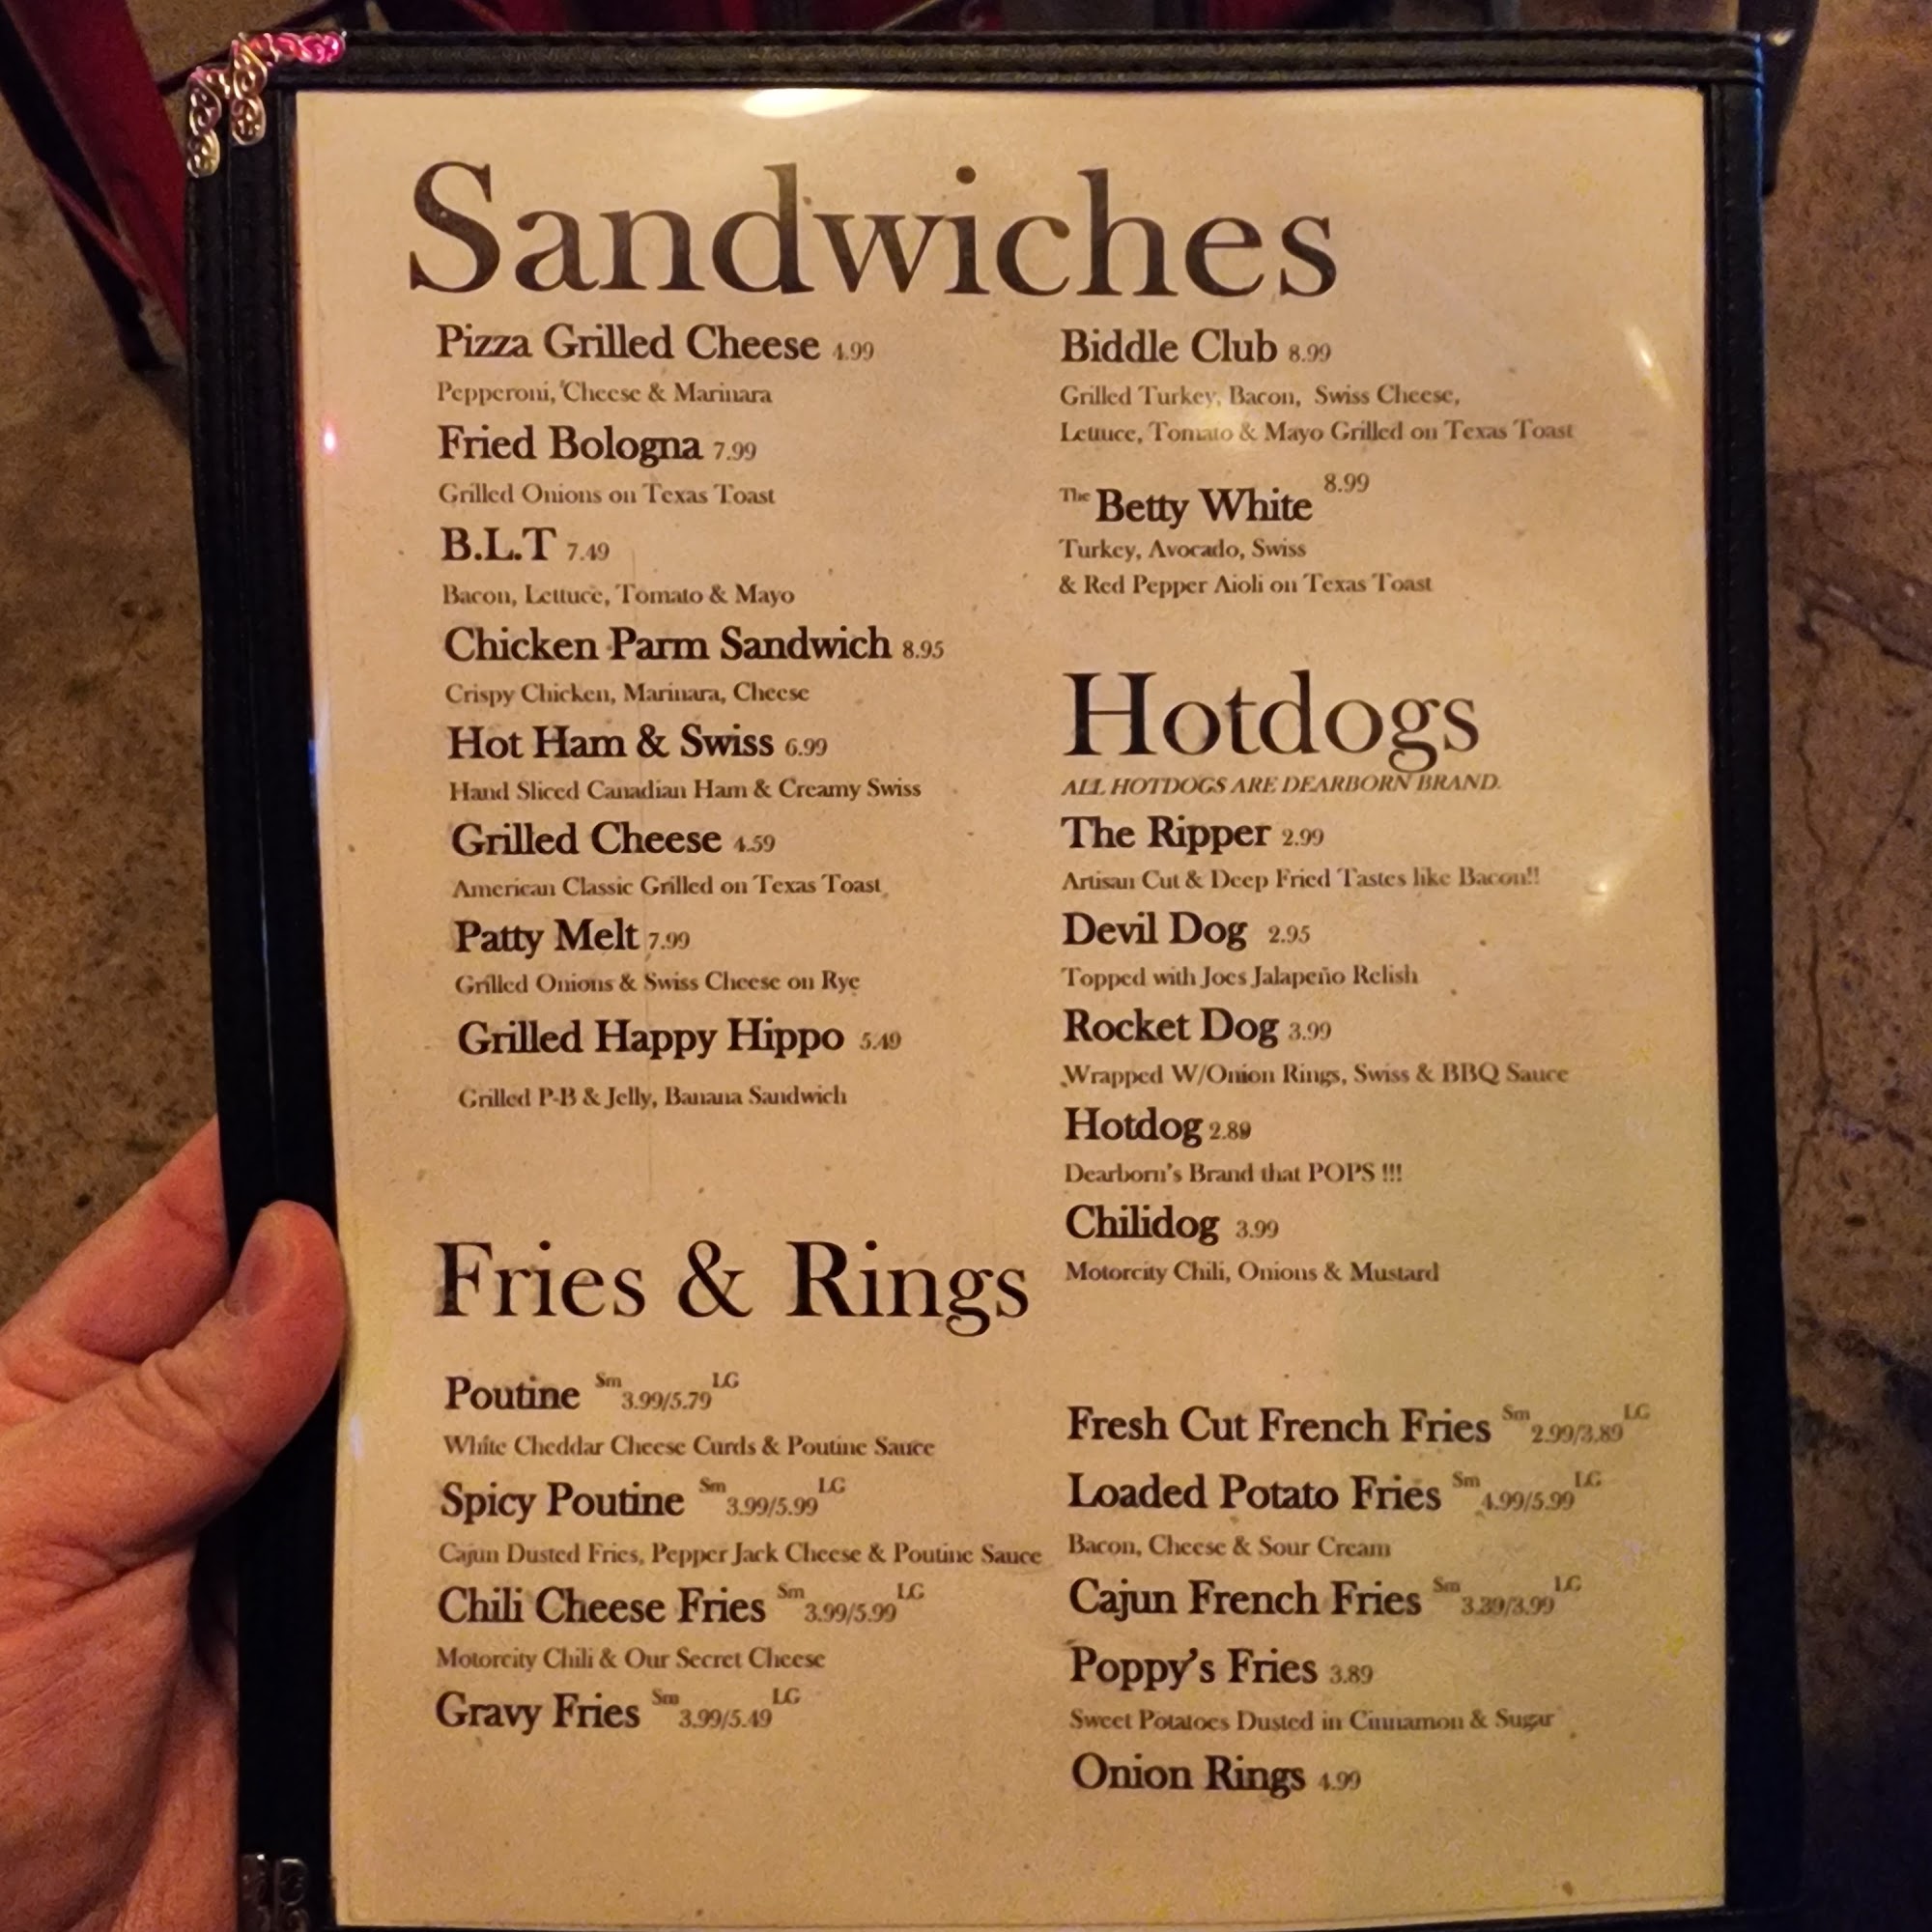 Sandwiches
Pizza Grilled Cheese 4.99
Pepperoni, Cheese & Marinara
Fried Bologna 7.99
Grilled Onions on Texas Toast
B.L.T 7.49
Bacon, Lettuce, Tomato & Mayo
Chicken Parm Sandwich 8.95
Crispy Chicken, Marinara, Cheese
Hot Ham & Swiss 6.99
Hand Sliced Canadian Ham & Creamy Swiss
Grilled Cheese 4.59
American Classic Grilled on Texas Toast
Patty Melt 7.99
Grilled Onions & Swiss Cheese on Rye
Grilled Happy Hippo 5.49
Grilled P-B & Jelly, Banana Sandwich
Biddle Club 8.99
Grilled Turkey, Bacon, Swiss Cheese,
Lettuce, Tomato & Mayo Grilled on Texas Toast
The Betty White 8.99
Turkey, Avocado, Swiss
& Red Pepper Aioli on Texas Toast
Hotdogs
ALL HOTDOGS ARE DEARBORN BRAND.
The Ripper 2.99
Artisan Cut & Deep Fried Tastes like Bacon!!
Devil Dog 2.95
Topped with Joes Jalapeño Relish
Rocket Dog 3.99
Wrapped W/Onion Rings, Swiss & BBQ Sauce
Hotdog 2.89
Dearborn's Brand that POPS !!!
Chilidog 3.99
Motorcity Chili, Onions & Mustard
Fries & Rings
Poutine Sm 3.99/5.79 LG
White Cheddar Cheese Curds & Poutine Sauce
Spicy Poutine Sm 3.99/5.99 LG
Cajun Dusted Fries, Pepper Jack Cheese & Poutine Sauce
Chili Cheese Fries Sm 3.99/5.99 LG
Motorcity Chili & Our Secret Cheese
Gravy Fries Sm 3.99/5.49 LG
Fresh Cut French Fries Sm 2.99/3.89 LG
Loaded Potato Fries Sm 4.99/5.99 LG
Bacon, Cheese & Sour Cream
Cajun French Fries Sm 3.39/3.99 LG
Poppy's Fries 3.89
Sweet Potatoes Dusted in Cinnamon & Sugar
Onion Rings 4.99